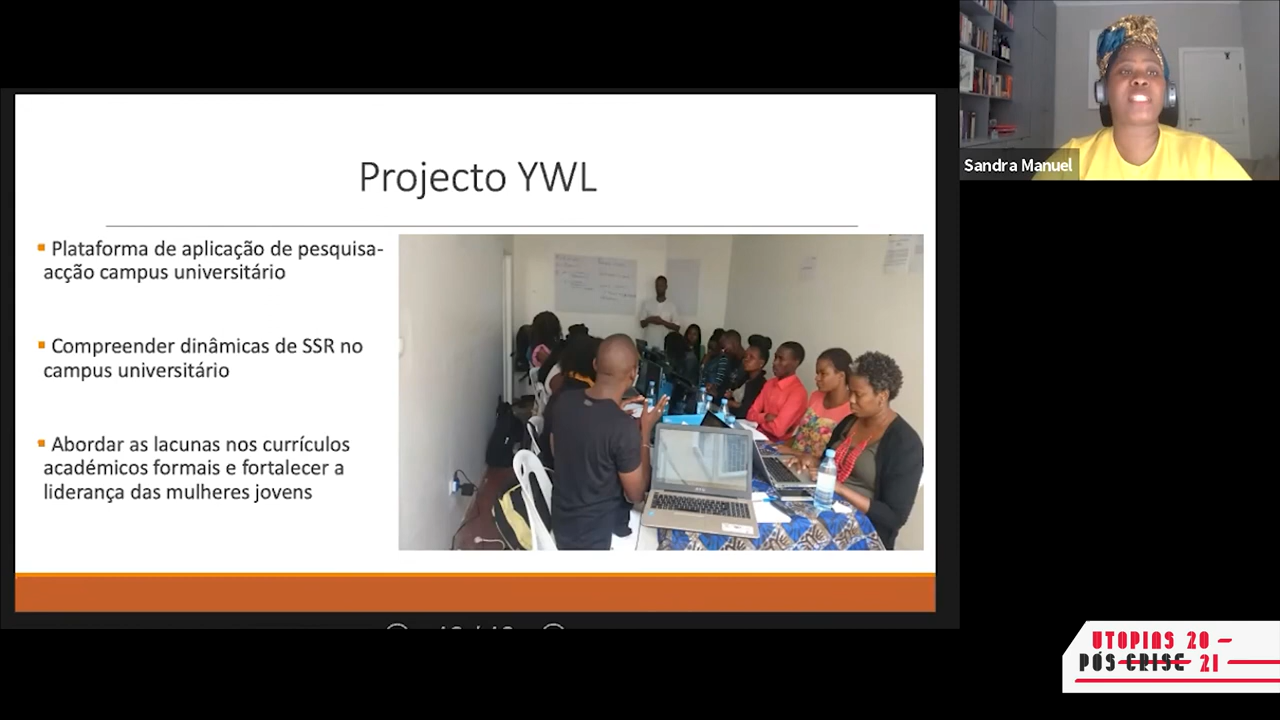 Projecto YWL
▪ Plataforma de aplicação de pesquisa-
acção campus universitário
▪ Compreender dinâmicas de SSR no
campus universitário
▪ Abordar as lacunas nos currículos
académicos formais e fortalecer a
liderança das mulheres jovens
Sandra Manuel
UTOPIAS 20 –
PÓS CRISE 21